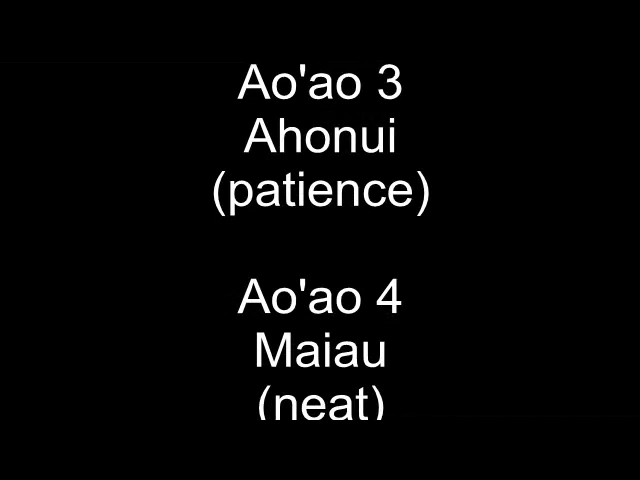 Ao'ao 3
Ahonui
(patience)
Ao'ao 4
Maiau
(neat)